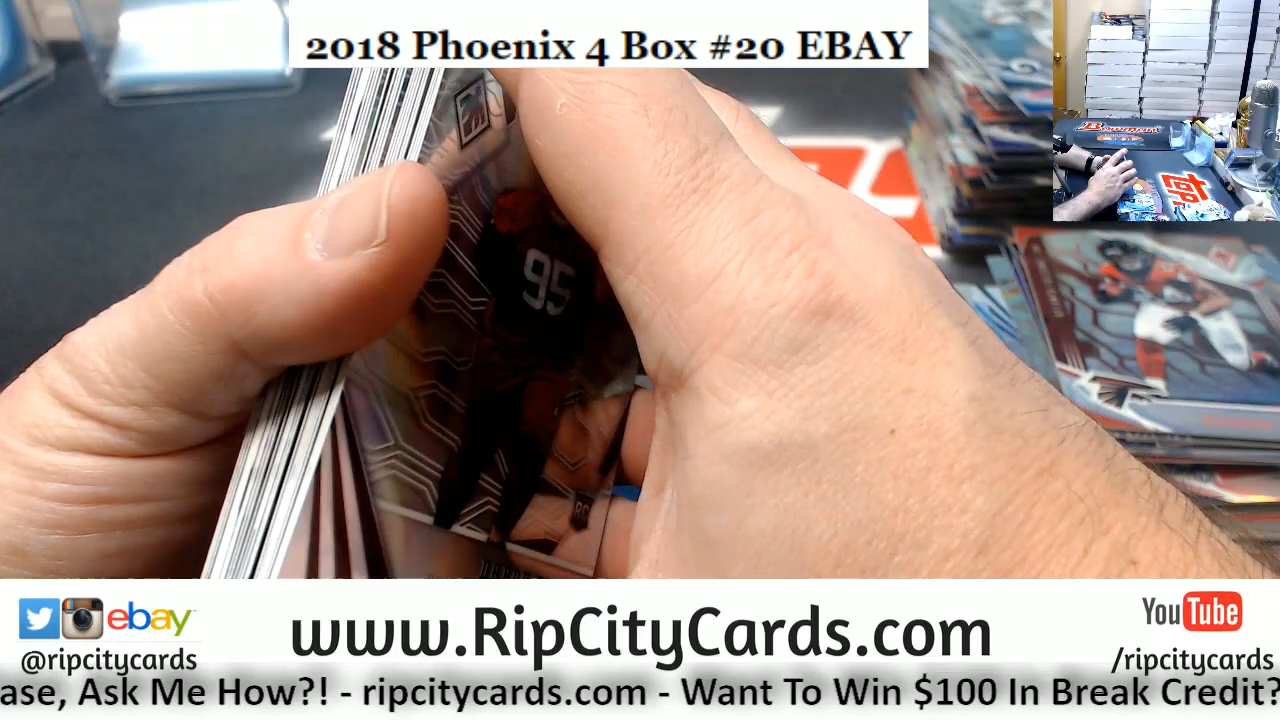 2018 Phoenix 4 Box #20 EBAY
95
RC
ebay
@ripcitycards
www.RipCityCards.com
YouTube
/ripcitycards
ase, Ask Me How?! - ripcitycards.com - Want To Win $100 In Break Credit?